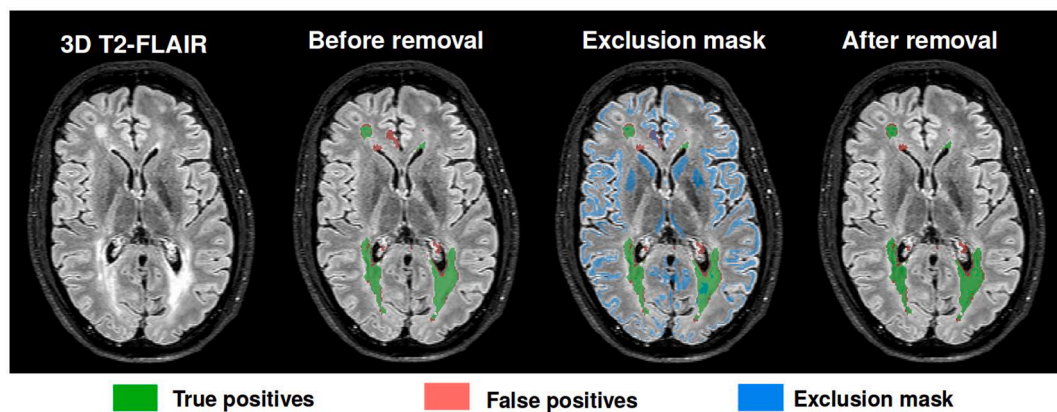 3D T2-FLAIR
Before removal
Exclusion mask
After removal
True positives
False positives
Exclusion mask